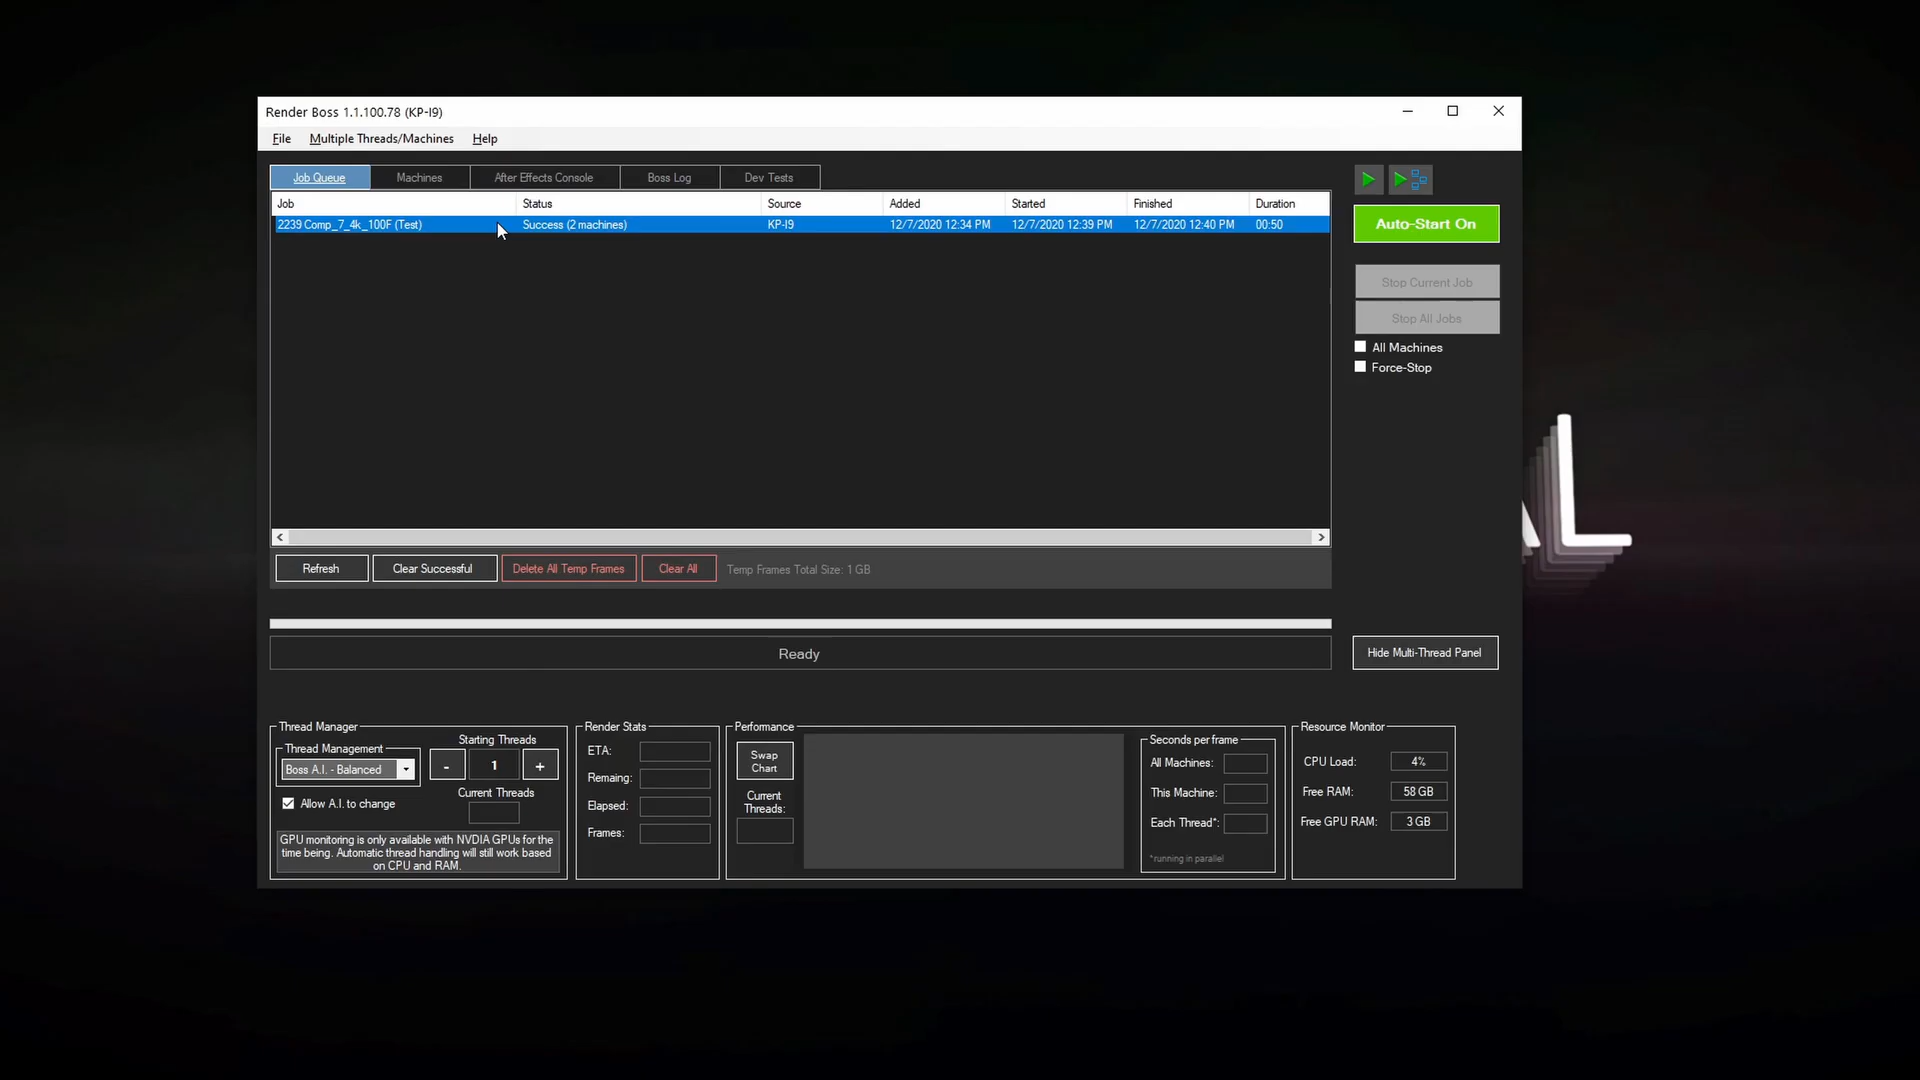 Render Boss 1.1.100.78 (KP-I9)
File Multiple Threads/Machines Help
Job Queue Machines After Effects Console Boss Log Dev Tests
Job Status Source Added Started Finished Duration
2239 Comp_7_4k_100F (Test) Success (2 machines) KP-I9 12/7/2020 12:34 PM 12/7/2020 12:39 PM 12/7/2020 12:40 PM 00:50
Auto-Start On
Stop Current Job
Stop All Jobs
All Machines
Force-Stop
Refresh Clear Successful Delete All Temp Frames Clear All Temp Frames Total Size: 1 GB
Ready
Hide Multi-Thread Panel
Thread Manager
Thread Management
Boss A.I. - Balanced
Allow A.I. to change
Starting Threads
- 1 +
Current Threads
GPU monitoring is only available with NVDIA GPUs for the
time being. Automatic thread handling will still work based
on CPU and RAM.
Render Stats
ETA:
Remaing:
Elapsed:
Frames:
Performance
Swap
Chart
Current
Threads:
Seconds per frame
All Machines:
This Machine:
Each Thread*:
*running in parallel
Resource Monitor
CPU Load: 4%
Free RAM: 58 GB
Free GPU RAM: 3 GB
L